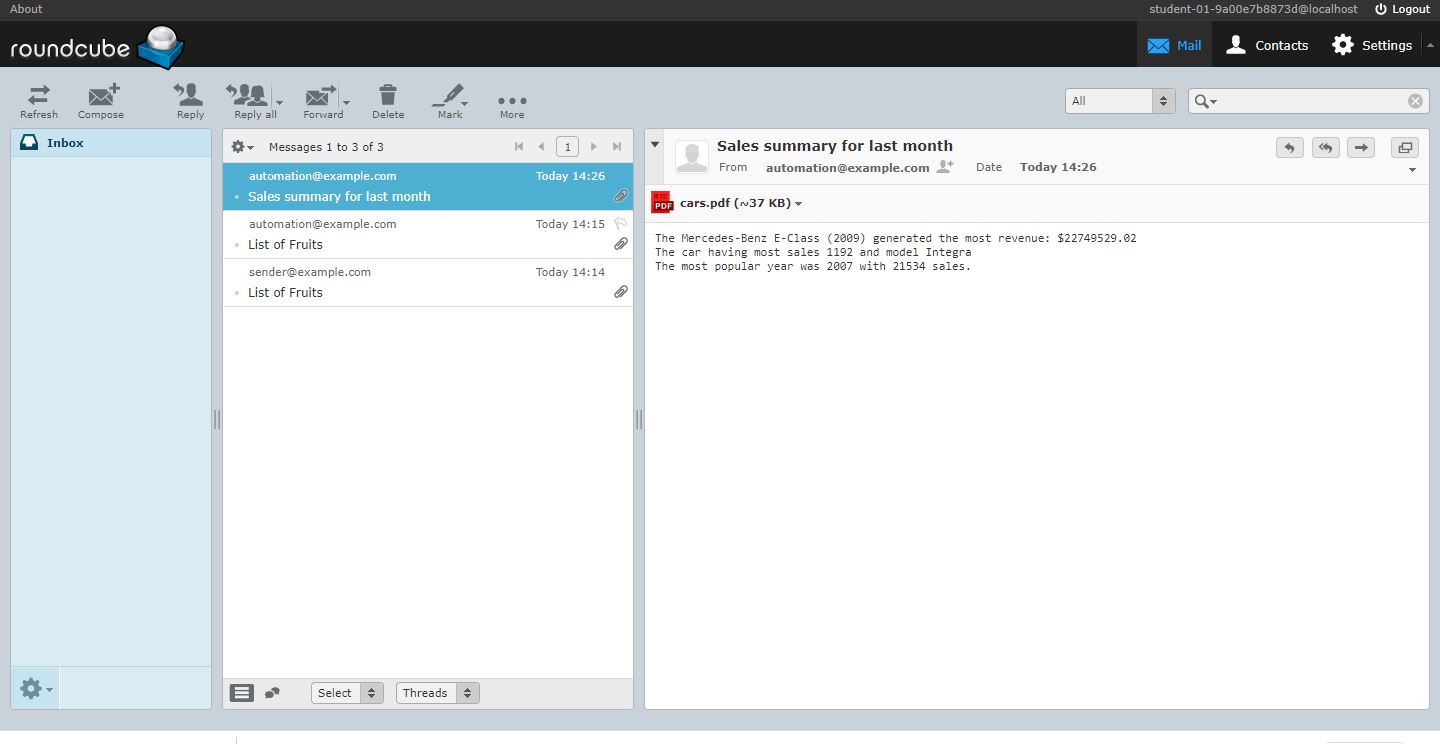 About
student-01-9a00e7b8873d@localhost
Logout
roundcube
Mail
Contacts
Settings
Refresh
Compose
Reply
Reply all
Forward
Delete
Mark
More
All
Inbox
Messages 1 to 3 of 3
1
automation@example.com Today 14:26
Sales summary for last month
automation@example.com Today 14:15
List of Fruits
sender@example.com Today 14:14
List of Fruits
Select
Threads
Sales summary for last month
From automation@example.com Date Today 14:26
PDF cars.pdf (~37 KB)
The Mercedes-Benz E-Class (2009) generated the most revenue: $22749529.02
The car having most sales 1192 and model Integra
The most popular year was 2007 with 21534 sales.